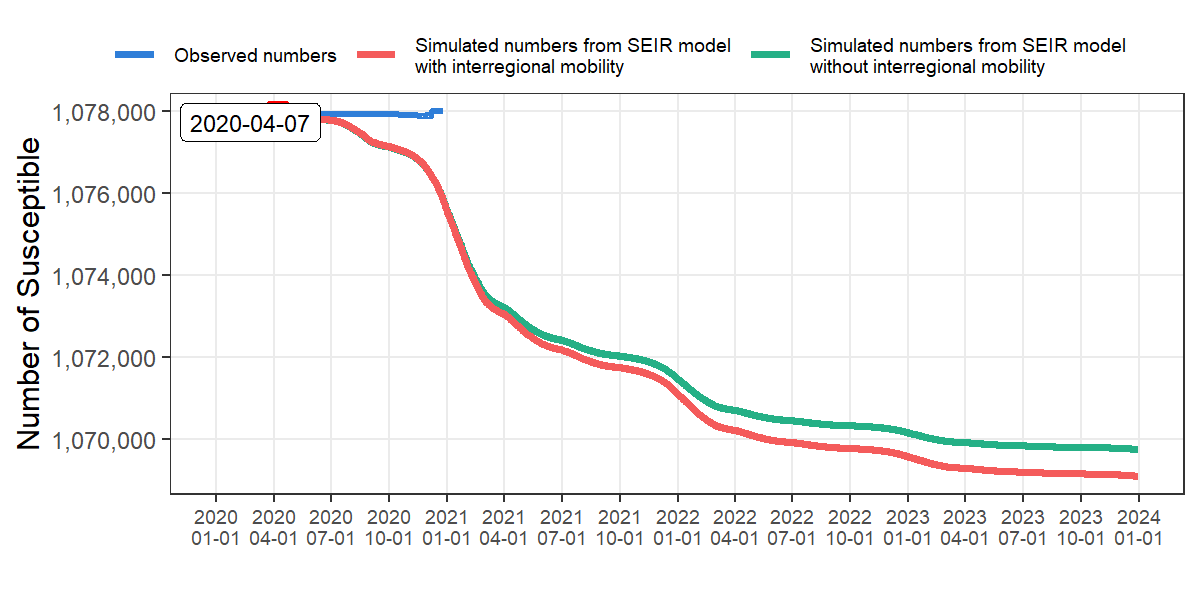 Observed numbers
Simulated numbers from SEIR model
with interregional mobility
Simulated numbers from SEIR model
without interregional mobility
Number of Susceptible
1,078,000
1,076,000
1,074,000
1,072,000
1,070,000
2020-04-07
2020 2020 2020 2020 2021 2021 2021 2021 2022 2022 2022 2022 2023 2023 2023 2023 2024
01-01 04-01 07-01 10-01 01-01 04-01 07-01 10-01 01-01 04-01 07-01 10-01 01-01 04-01 07-01 10-01 01-01